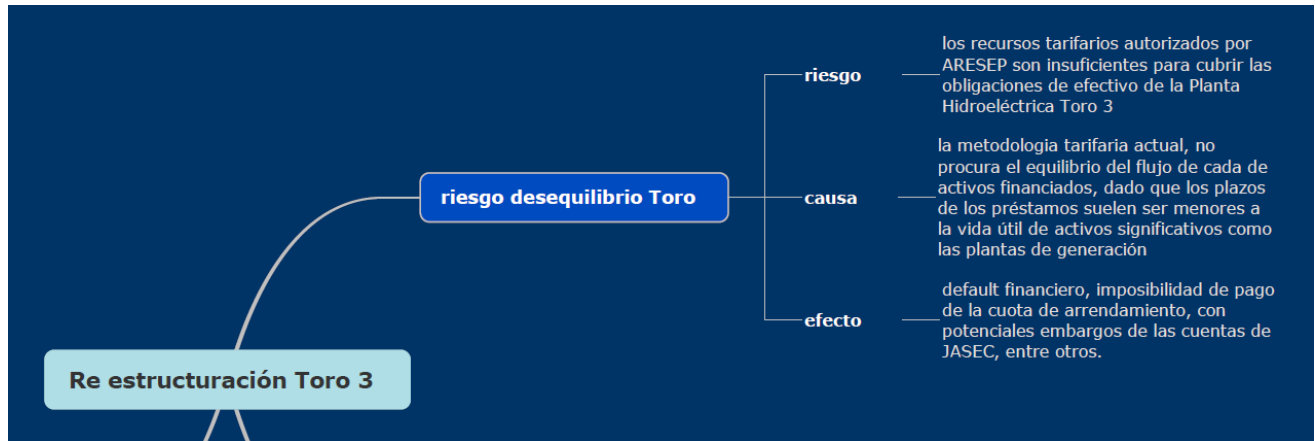 los recursos tarifarios autorizados por
ARESEP son insuficientes para cubrir las
obligaciones de efectivo de la Planta
Hidroeléctrica Toro 3
riesgo
la metodologia tarifaria actual, no
procura el equilibrio del flujo de cada de
activos financiados, dado que los plazos
de los préstamos suelen ser menores a
la vida útil de activos significativos como
las plantas de generación
riesgo desequilibrio Toro
causa
default financiero, imposibilidad de pago
de la cuota de arrendamiento, con
potenciales embargos de las cuentas de
JASEC, entre otros.
efecto
Re estructuración Toro 3